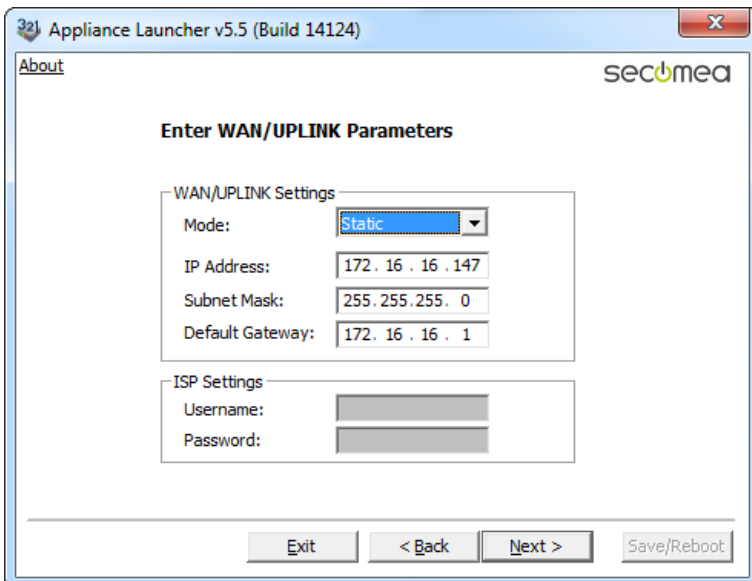 Appliance Launcher v5.5 (Build 14124)
About
secomea
Enter WAN/UPLINK Parameters
WAN/UPLINK Settings
Mode: Static
IP Address: 172. 16 . 16 .147
Subnet Mask: 255.255.255. 0
Default Gateway: 172. 16 . 16 . 1
ISP Settings
Username:
Password:
Exit < Back Next > Save/Reboot